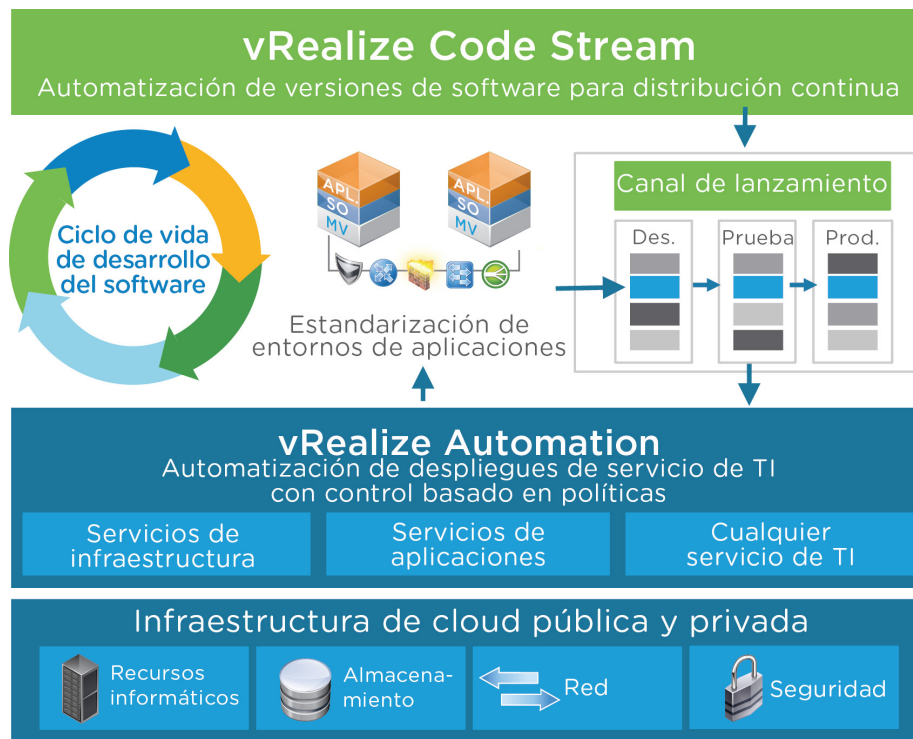 vRealize Code Stream
Automatización de versiones de software para distribución continua
Ciclo de vida
de desarrollo
del software
APL.
SO
MV
APL.
SO
MV
Estandarización de
entornos de aplicaciones
Canal de lanzamiento
Des.
Prueba
Prod.
vRealize Automation
Automatización de despliegues de servicio de TI
con control basado en políticas
Servicios de
infraestructura
Servicios de
aplicaciones
Cualquier
servicio de TI
Infraestructura de cloud pública y privada
Recursos
informáticos
Almacena-
miento
Red
Seguridad